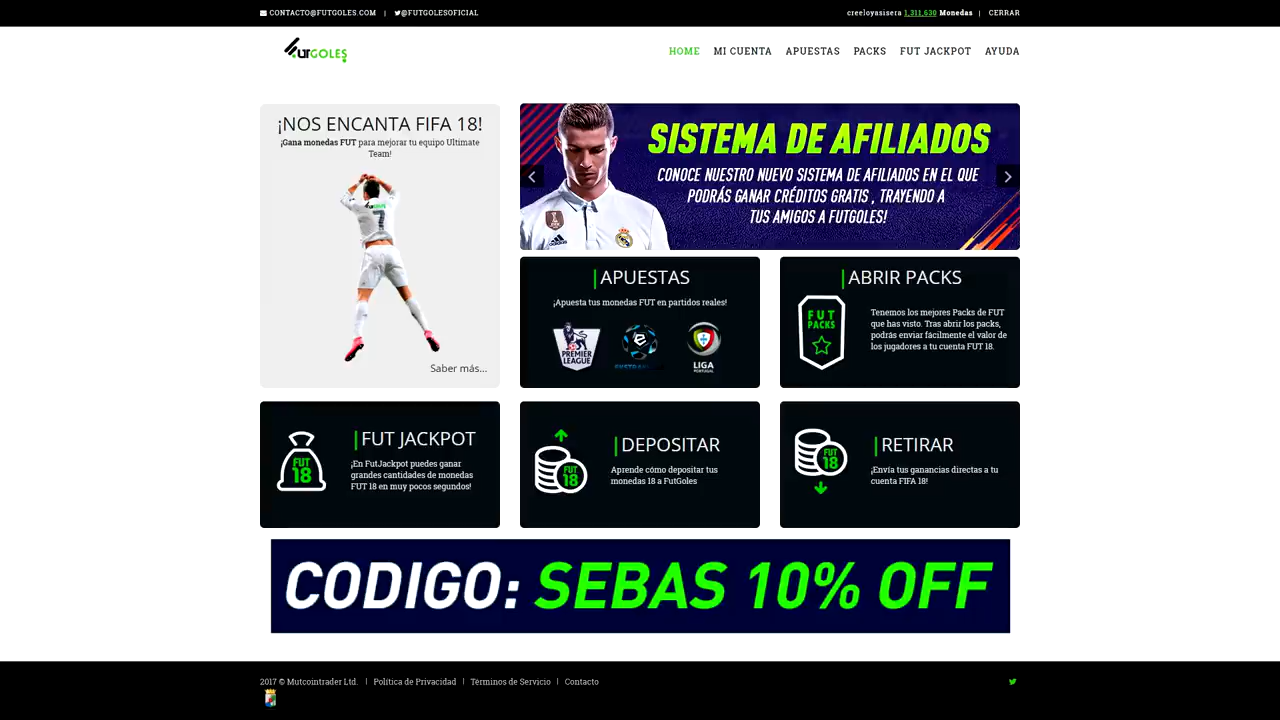 CONTACTO@FUTGOLES.COM | @FUTGOLESOFICIAL
creeloyasisera 1,311,630 Monedas | CERRAR
FUTGOLES
HOME MI CUENTA APUESTAS PACKS FUT JACKPOT AYUDA
¡NOS ENCANTA FIFA 18!
¡Gana monedas FUT para mejorar tu equipo Ultimate
Team!
7
Saber más...
SISTEMA DE AFILIADOS
CONOCE NUESTRO NUEVO SISTEMA DE AFILIADOS EN EL QUE
PODRÁS GANAR CRÉDITOS GRATIS , TRAYENDO A
TUS AMIGOS A FUTGOLES!
|APUESTAS
¡Apuesta tus monedas FUT en partidos reales!
PREMIER
LEAGUE
LIGA
PORTUGAL
|ABRIR PACKS
FUT
PACKS
Tenemos los mejores Packs de FUT
que has visto. Tras abrir los packs,
podrás enviar fácilmente el valor de
los jugadores a tu cuenta FUT 18.
FUT
18
|FUT JACKPOT
¡En FutJackpot puedes ganar
grandes cantidades de monedas
FUT 18 en muy pocos segundos!
FUT
18
|DEPOSITAR
Aprende cómo depositar tus
monedas 18 a FutGoles
FUT
18
|RETIRAR
¡Envía tus ganancias directas a tu
cuenta FIFA 18!
CODIGO: SEBAS 10% OFF
2017 © Mutcointrader Ltd. | Política de Privacidad | Términos de Servicio | Contacto